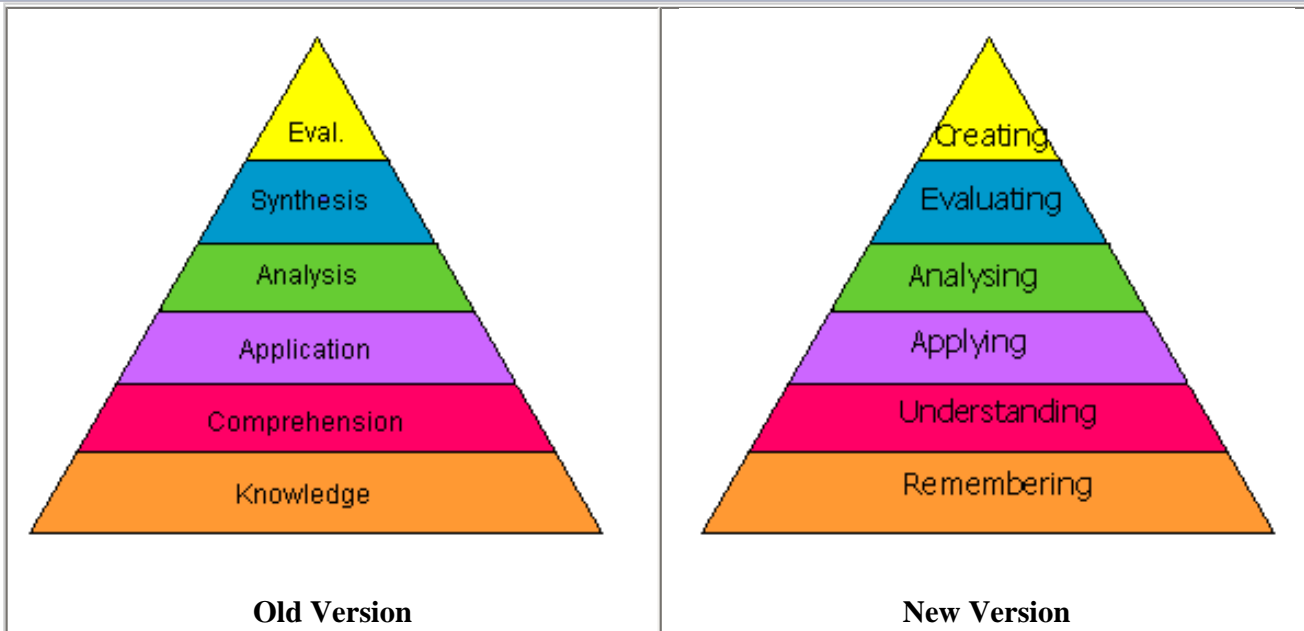 Eval.
Synthesis
Analysis
Application
Comprehension
Knowledge
Old Version
Creating
Evaluating
Analysing
Applying
Understanding
Remembering
New Version